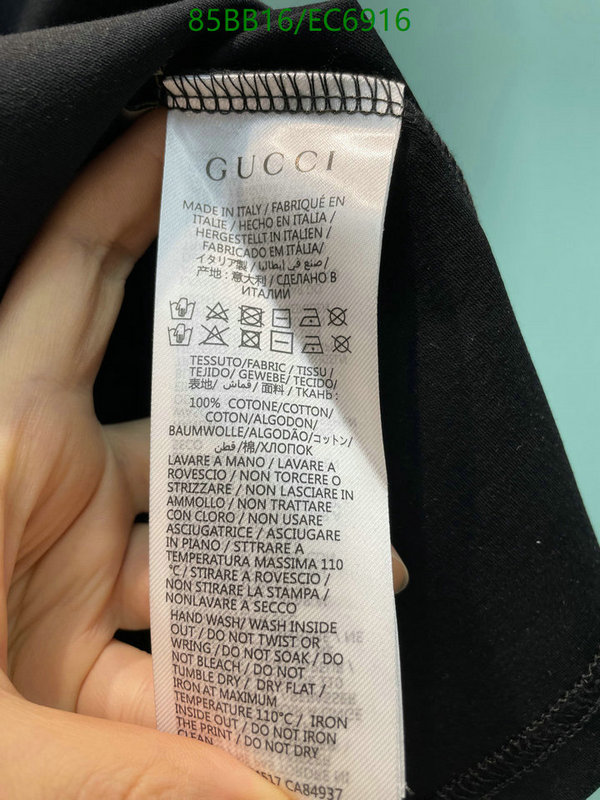 85BB16/EC6916
GUCCI
MADE IN ITALY / FABRIQUÉ EN
ITALIE / HECHO EN ITALIA /
HERGESTELLT IN ITALIEN /
FABRICADO EM ITÁLIA/
イタリア製 / صنع في إيطاليا /
产地：意大利 / СДЕЛАНО В
ИТАЛИИ
TESSUTO/FABRIC / TISSU /
TEJIDO/ GEWEBE/ TECIDO/
表地/ قماش / 面料 / ТКАНЬ :
100% COTONE/COTTON/
COTON/ALGODON/
BAUMWOLLE/ALGODÃO/コットン/
قطن/棉/ХЛОПОК
LAVARE A MANO / LAVARE A
ROVESCIO / NON TORCERE O
STRIZZARE / NON LASCIARE IN
AMMOLLO / NON TRATTARE
CON CLORO / NON USARE
ASCIUGATRICE / ASCIUGARE
IN PIANO / STTRARE A
TEMPERATURA MASSIMA 110
°C / STIRARE A ROVESCIO /
NON STIRARE LA STAMPA /
NONLAVARE A SECCO
HAND WASH/ WASH INSIDE
OUT / DO NOT TWIST OR
WRING / DO NOT SOAK / DO
NOT BLEACH / DO NOT
TUMBLE DRY / DRY FLAT /
IRON AT MAXIMUM
TEMPERATURE 110°C / IRON
INSIDE OUT / DO NOT IRON
THE PRINT / DO NOT DRY
CLEAN
CA84937